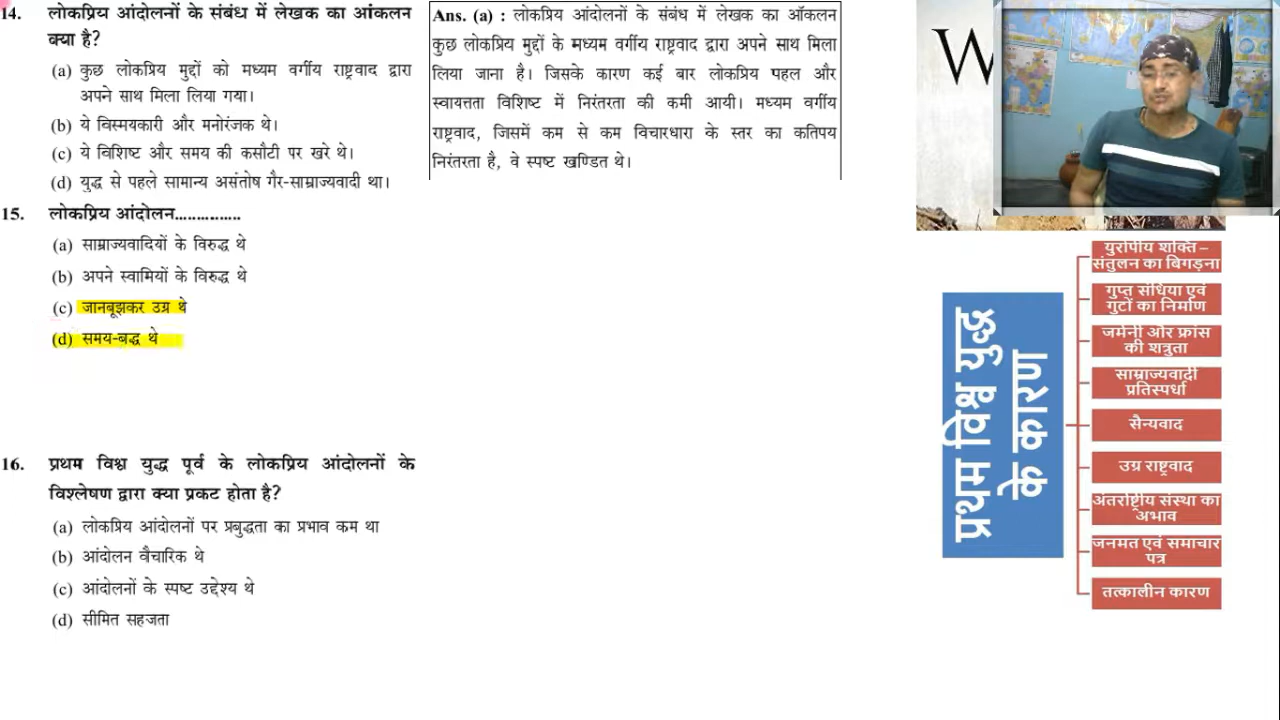 14. लोकप्रिय आंदोलनों के संबंध में लेखक का आंकलन
क्या है?
(a) कुछ लोकप्रिय मुद्दों को मध्यम वर्गीय राष्ट्रवाद द्वारा
अपने साथ मिला लिया गया।
(b) ये विस्मयकारी और मनोरंजक थे।
(c) ये विशिष्ट और समय की कसौटी पर खरे थे।
(d) युद्ध से पहले सामान्य असंतोष गैर-साम्राज्यवादी था।
15. लोकप्रिय आंदोलन...............
(a) साम्राज्यवादियों के विरुद्ध थे
(b) अपने स्वामियों के विरुद्ध थे
(c) जानबूझकर उग्र थे
(d) समय-बद्ध थे
16. प्रथम विश्व युद्ध पूर्व के लोकप्रिय आंदोलनों के
विश्लेषण द्वारा क्या प्रकट होता है?
(a) लोकप्रिय आंदोलनों पर प्रबुद्धता का प्रभाव कम था
(b) आंदोलन वैचारिक थे
(c) आंदोलनों के स्पष्ट उद्देश्य थे
(d) सीमित सहजता
Ans. (a) : लोकप्रिय आंदोलनों के संबंध में लेखक का ऑकलन
कुछ लोकप्रिय मुद्दों के मध्यम वर्गीय राष्ट्रवाद द्वारा अपने साथ मिला
लिया जाना है। जिसके कारण कई बार लोकप्रिय पहल और
स्वायत्तता विशिष्ट में निरंतरता की कमी आयी। मध्यम वर्गीय
राष्ट्रवाद, जिसमें कम से कम विचारधारा के स्तर का कतिपय
निरंतरता है, वे स्पष्ट खण्डित थे।
W
प्रथम विश्व युद्ध
के कारण
युरोपीय शक्ति –
संतुलन का बिगड़ना
गुप्त संधिया एवं
गुटों का निर्माण
जर्मनी ओर फ्रांस
की शत्रुता
साम्राज्यवादी
प्रतिस्पर्धा
सैन्यवाद
उग्र राष्ट्रवाद
अंतर्राष्ट्रीय संस्था का
अभाव
जनमत एवं समाचार
पत्र
तत्कालीन कारण